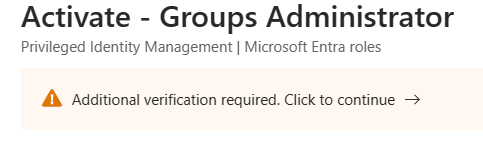 Activate - Groups Administrator
Privileged Identity Management | Microsoft Entra roles
Additional verification required. Click to continue →